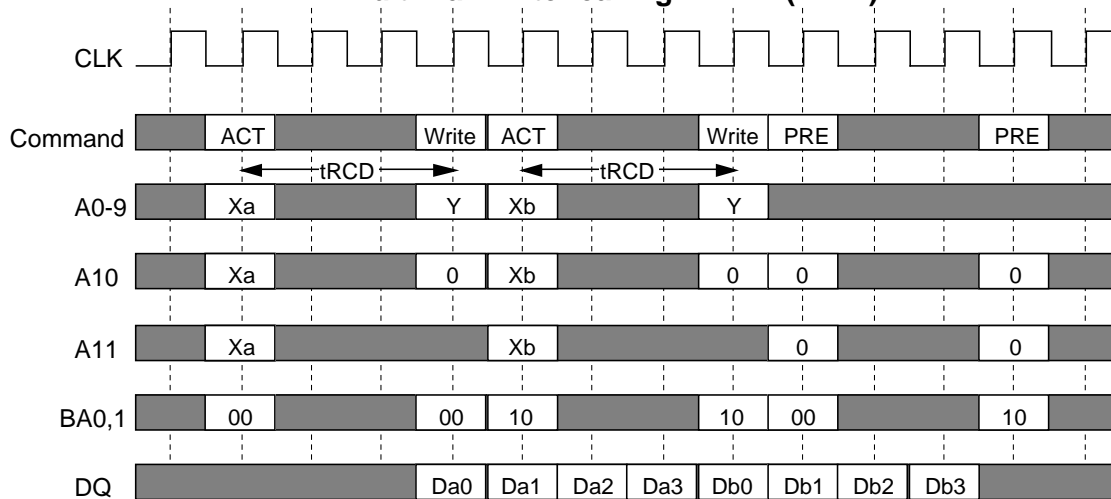 CLK
Command ACT Write ACT Write PRE PRE
tRCD tRCD
A0-9 Xa Y Xb Y
A10 Xa 0 Xb 0 0 0
A11 Xa Xb 0 0
BA0,1 00 00 10 10 00 10
DQ Da0 Da1 Da2 Da3 Db0 Db1 Db2 Db3